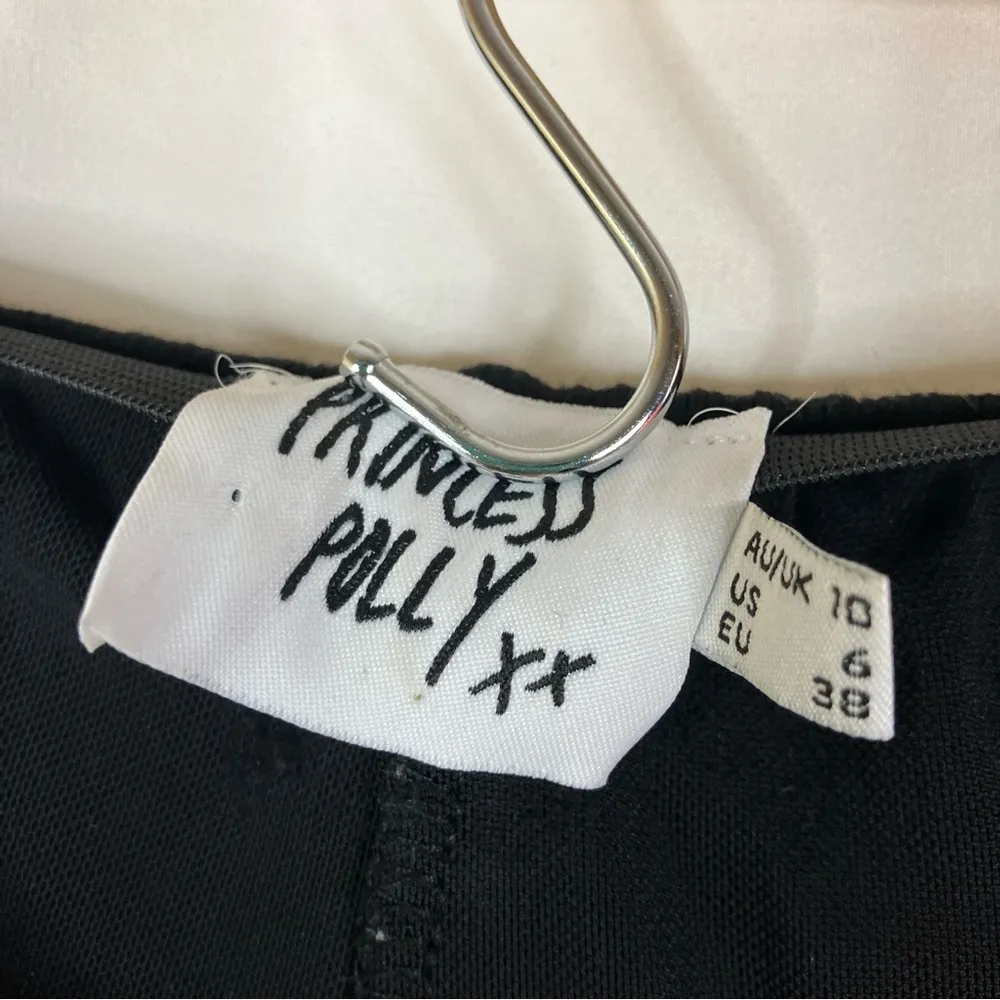 PRINCESS
POLLY
xx
AU/UK 10
US 6
EU 38